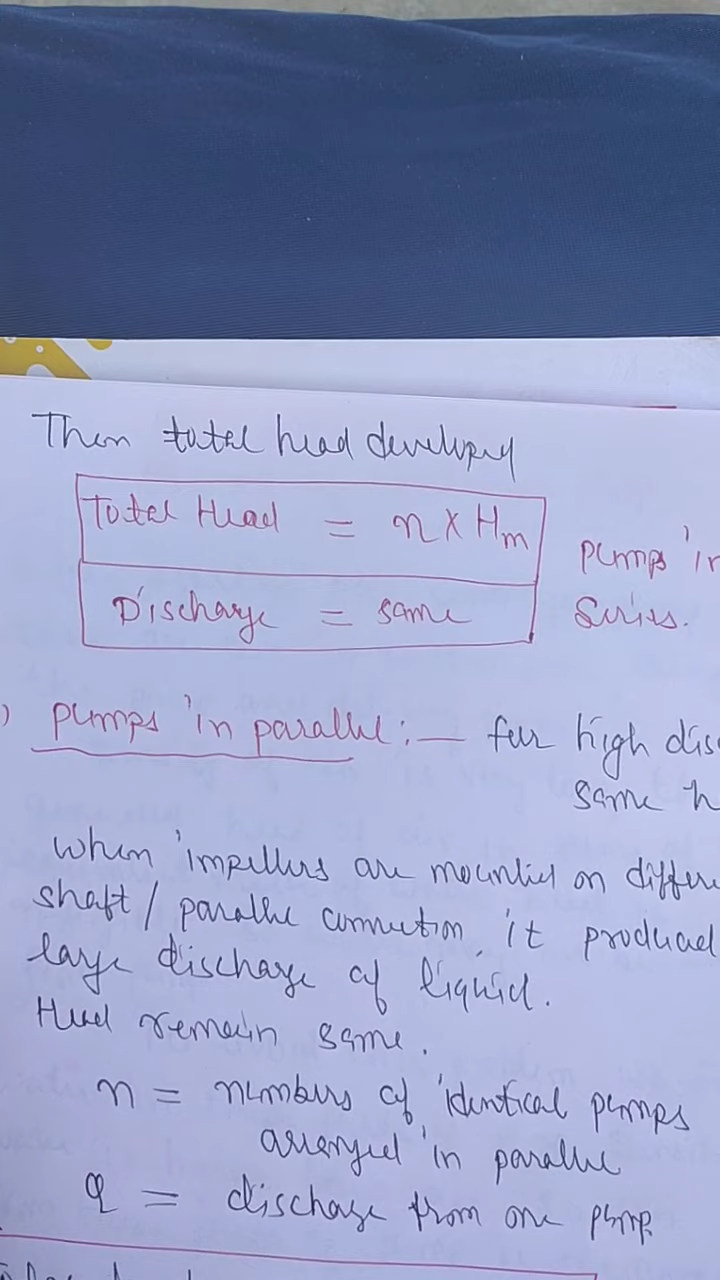 Then total head developed
Total Head = n × Hm
pumps in
Series.
Discharge = same
) pumps in parallel :— for high dis
same h
when impellers are mounted on differe
shaft / parallel connection, it produced
large discharge of liquid.
Head remain same.
n = numbers of identical pumps
arranged in parallel
Q = discharge from one pump.